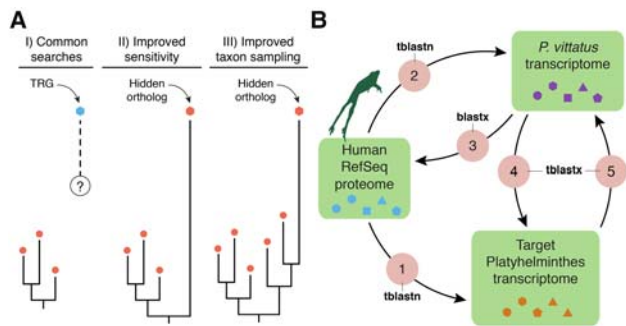 A
I) Common
searches
II) Improved
sensitivity
III) Improved
taxon sampling
TRG
Hidden
ortholog
Hidden
ortholog
?
B
tblastn
2
P. vittatus
transcriptome
blastx
3
Human
RefSeq
proteome
4
tblastx
5
1
tblastn
Target
Platyhelminthes
transcriptome